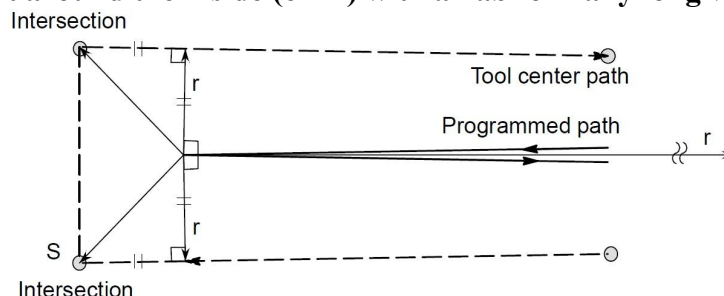 Intersection
r
Tool center path
Programmed path
r
r
S
Intersection